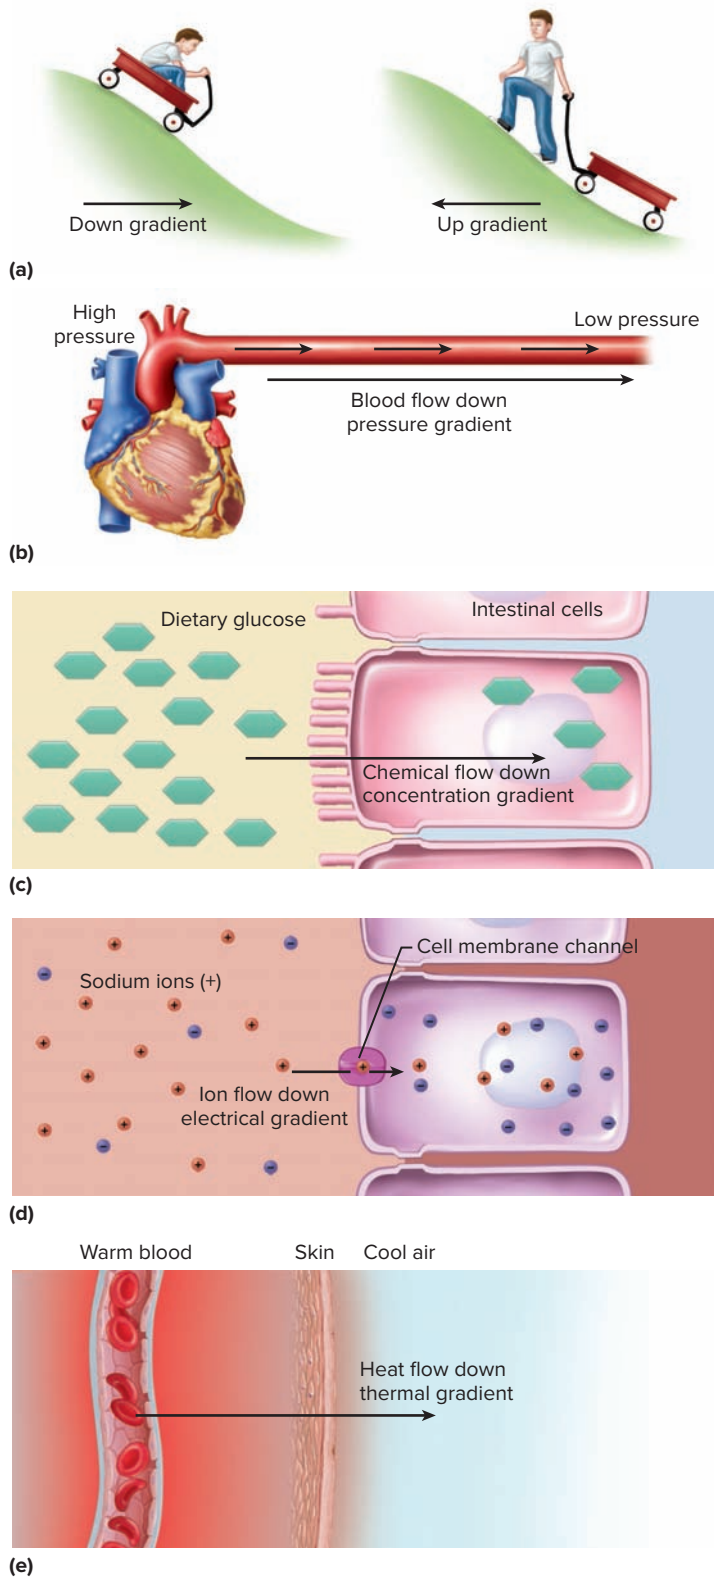 Down gradient
Up gradient
(a)
High
pressure
Low pressure
Blood flow down
pressure gradient
(b)
Dietary glucose
Intestinal cells
Chemical flow down
concentration gradient
(c)
Cell membrane channel
Sodium ions (+)
Ion flow down
electrical gradient
(d)
Warm blood
Skin
Cool air
Heat flow down
thermal gradient
(e)